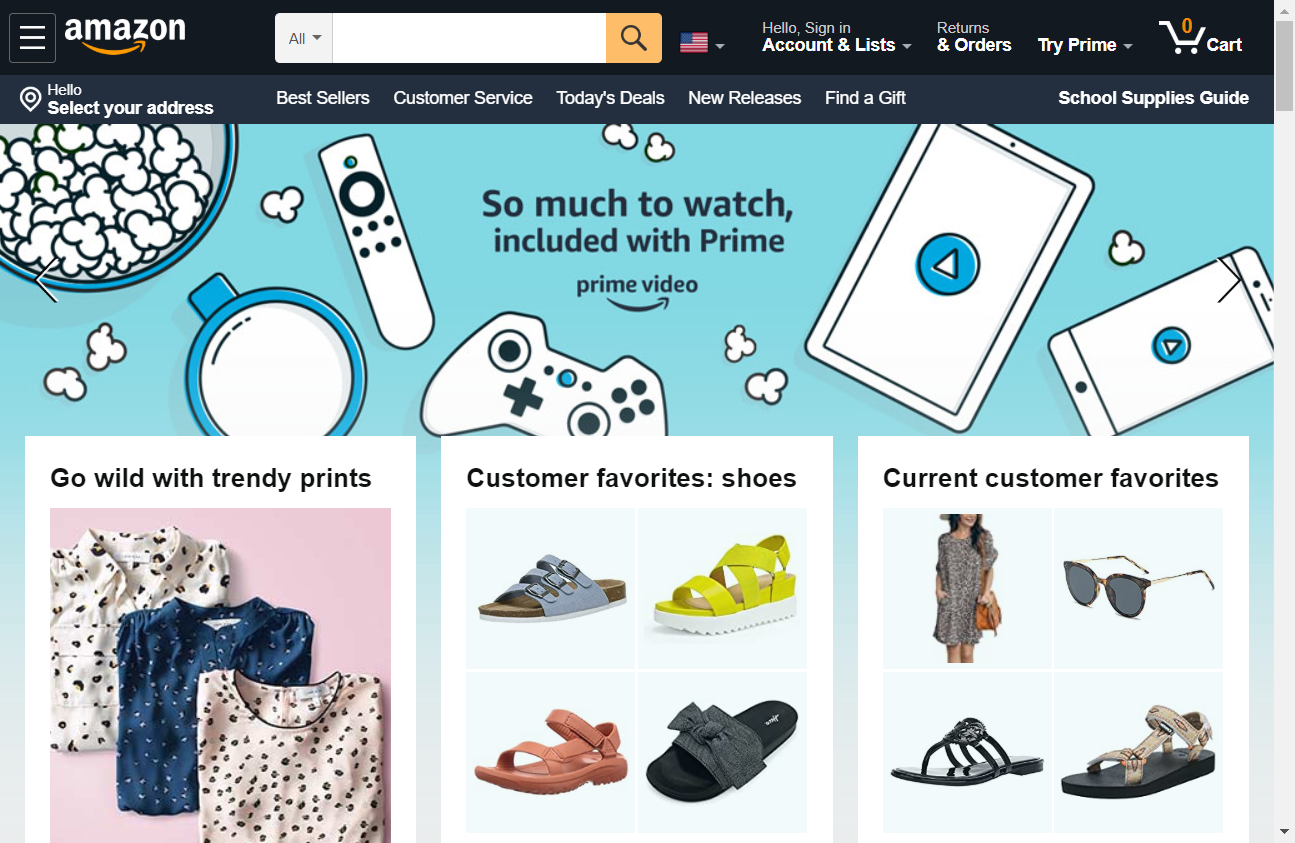 amazon
All
Hello, Sign in
Account & Lists
Returns
& Orders
Try Prime
0
Cart
Hello
Select your address
Best Sellers
Customer Service
Today's Deals
New Releases
Find a Gift
School Supplies Guide
So much to watch,
included with Prime
prime video
Go wild with trendy prints
Customer favorites: shoes
Current customer favorites